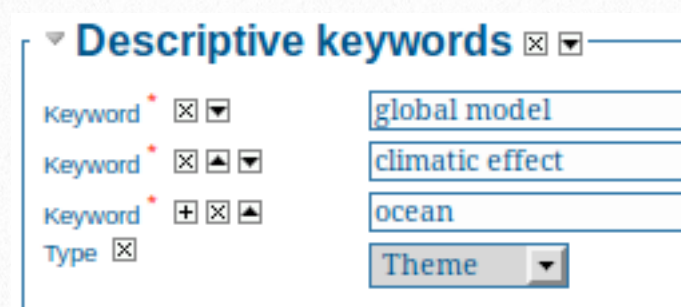 Descriptive keywords
Keyword * global model
Keyword * climatic effect
Keyword * ocean
Type Theme